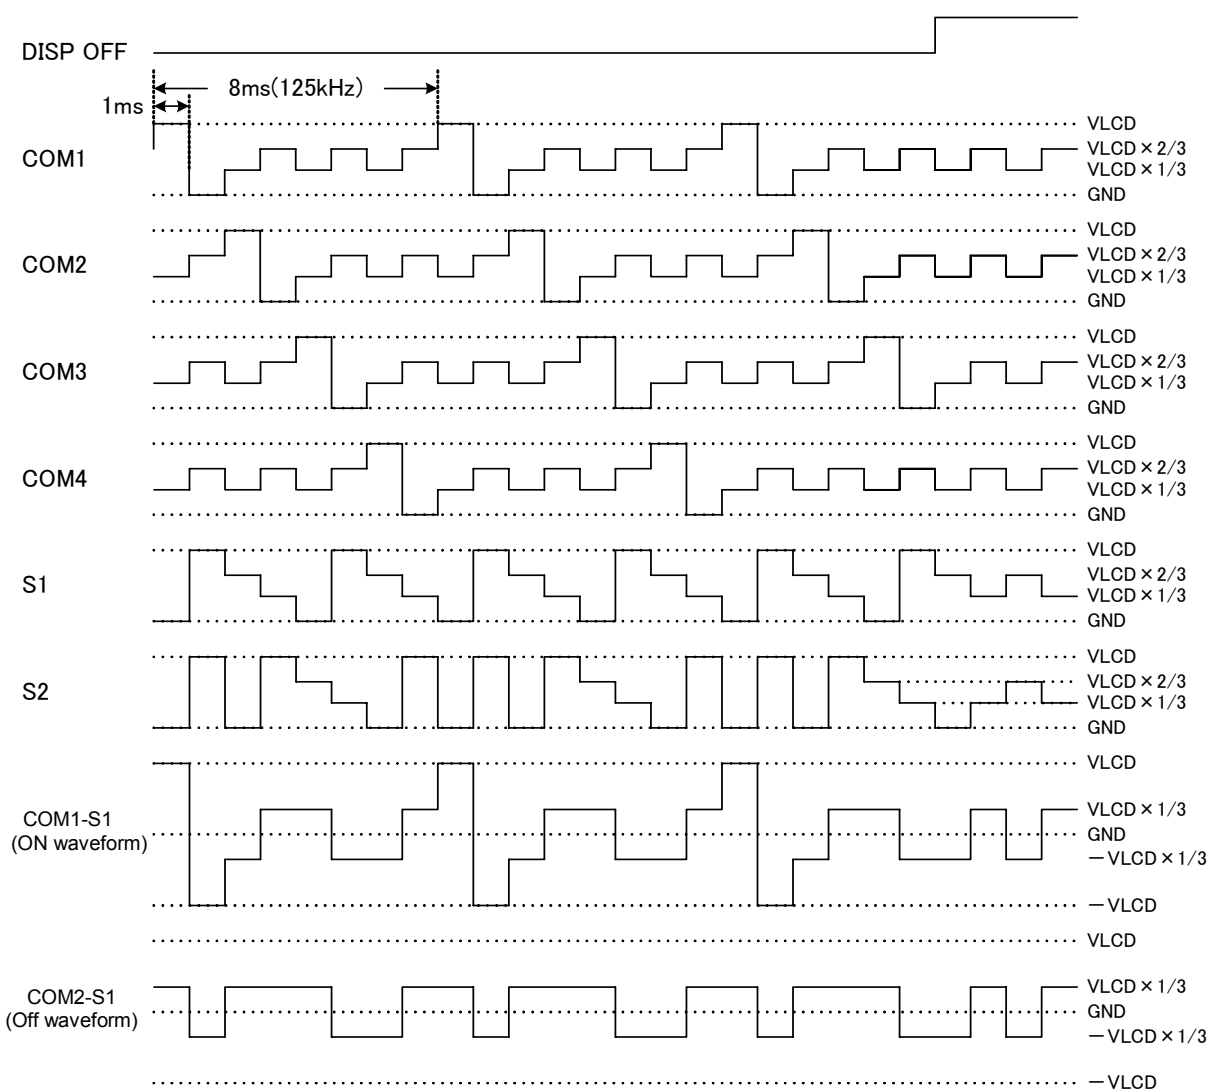 DISP OFF
8ms(125kHz)
1ms
COM1
VLCD
VLCD×2/3
VLCD×1/3
GND
COM2
VLCD
VLCD×2/3
VLCD×1/3
GND
COM3
VLCD
VLCD×2/3
VLCD×1/3
GND
COM4
VLCD
VLCD×2/3
VLCD×1/3
GND
S1
VLCD
VLCD×2/3
VLCD×1/3
GND
S2
VLCD
VLCD×2/3
VLCD×1/3
GND
COM1-S1
(ON waveform)
VLCD
VLCD×1/3
GND
－VLCD×1/3
－VLCD
COM2-S1
(Off waveform)
VLCD
VLCD×1/3
GND
－VLCD×1/3
－VLCD